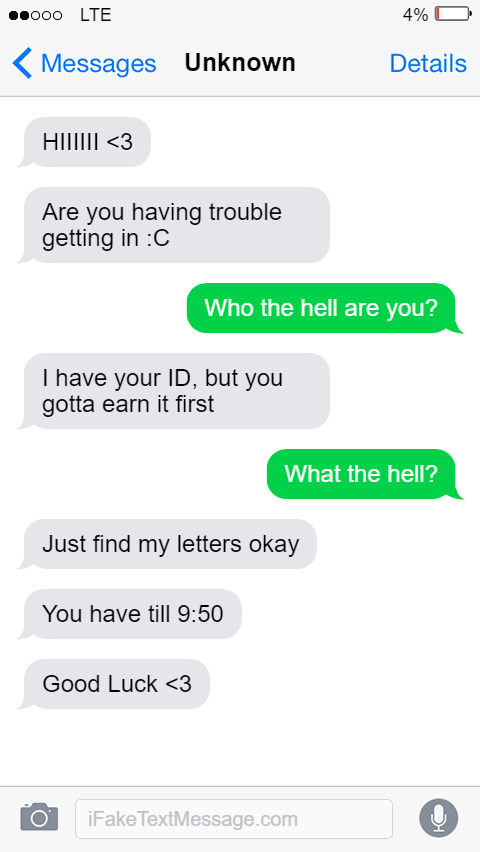 LTE 4%
Messages Unknown Details
HIIIIII <3
Are you having trouble
getting in :C
Who the hell are you?
I have your ID, but you
gotta earn it first
What the hell?
Just find my letters okay
You have till 9:50
Good Luck <3
iFakeTextMessage.com